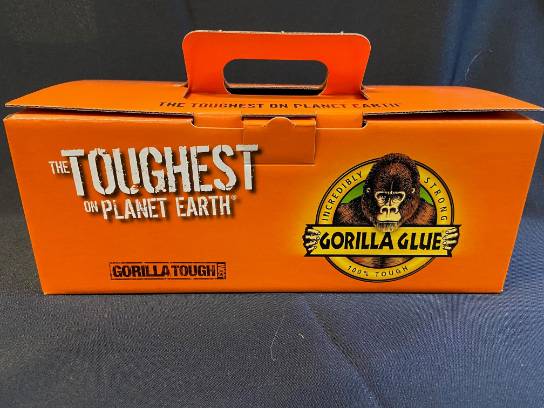 THE TOUGHEST ON PLANET EARTH
THE TOUGHEST
ON PLANET EARTH®
GORILLA TOUGH
INCREDIBLY STRONG
GORILLA GLUE
100% TOUGH